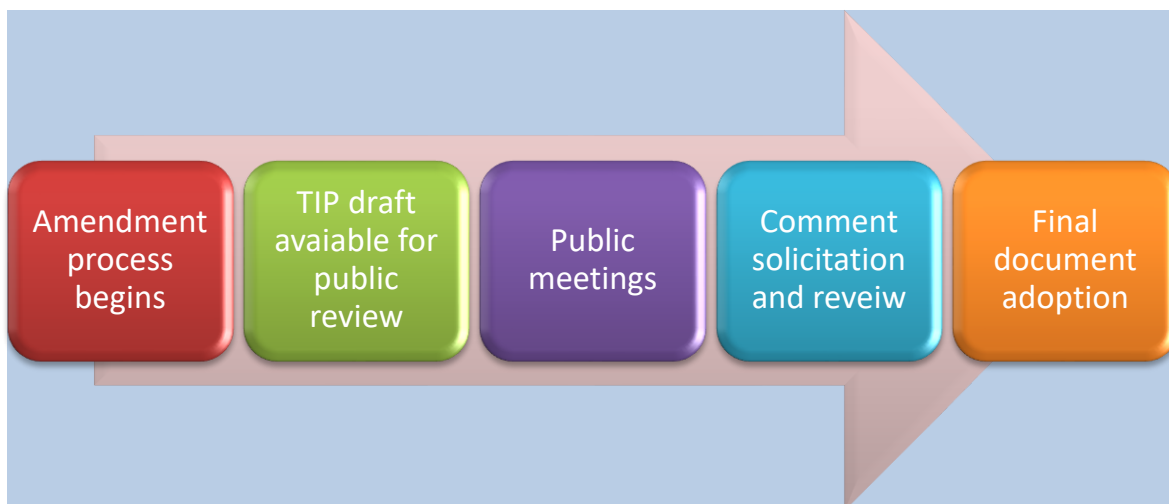 Amendment
process
begins
TIP draft
avaiable for
public
review
Public
meetings
Comment
solicitation
and reveiw
Final
document
adoption